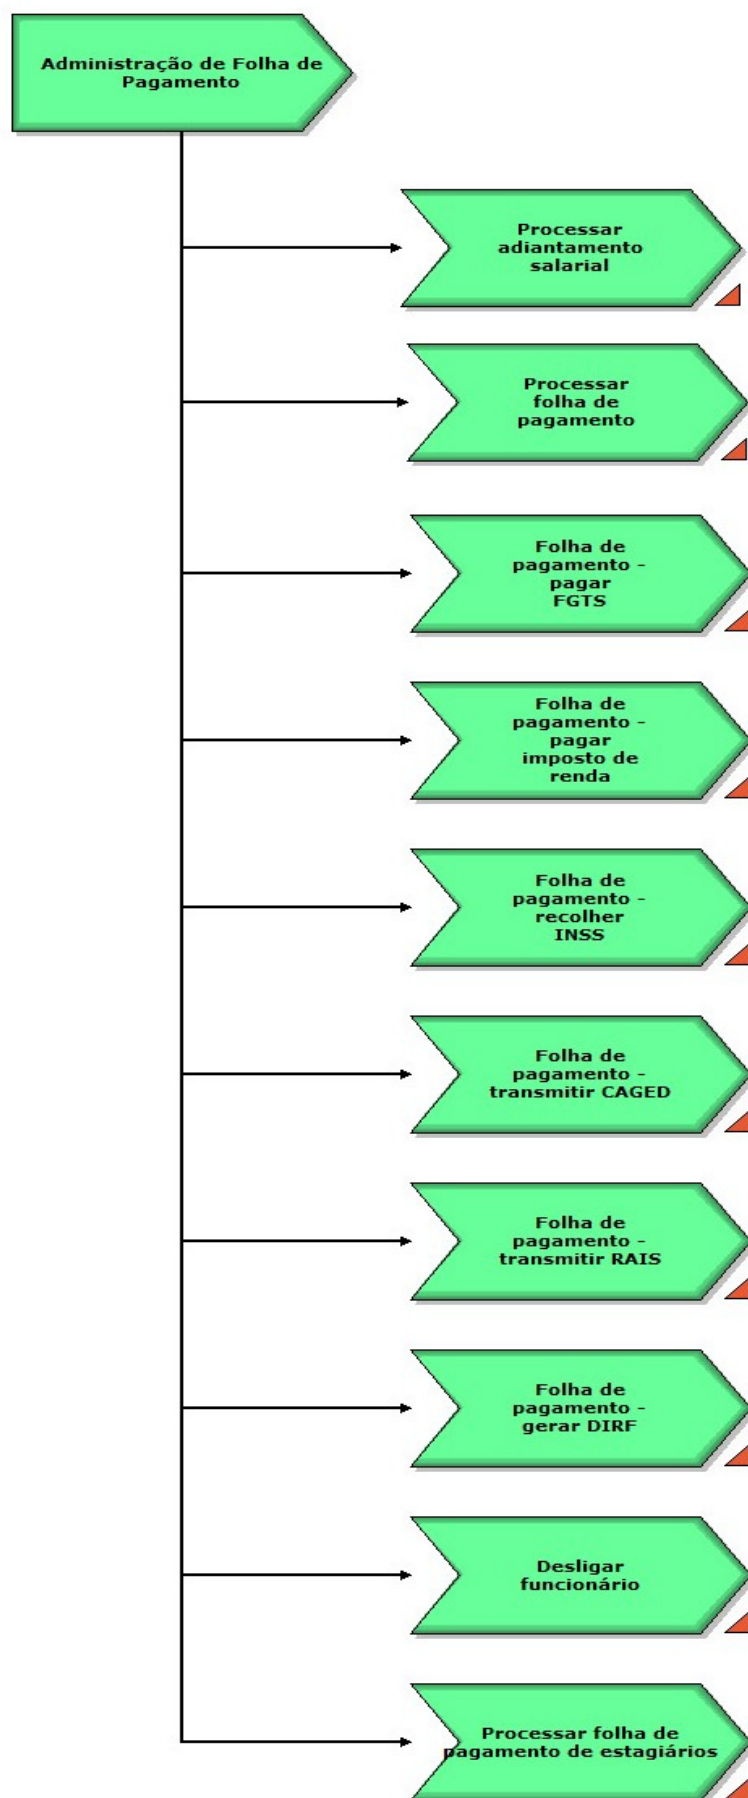 Administração de Folha de
Pagamento
Processar
adiantamento
salarial
Processar
folha de
pagamento
Folha de
pagamento -
pagar
FGTS
Folha de
pagamento -
pagar
imposto de
renda
Folha de
pagamento -
recolher
INSS
Folha de
pagamento -
transmitir CAGED
Folha de
pagamento -
transmitir RAIS
Folha de
pagamento -
gerar DIRF
Desligar
funcionário
Processar folha de
pagamento de estagiários